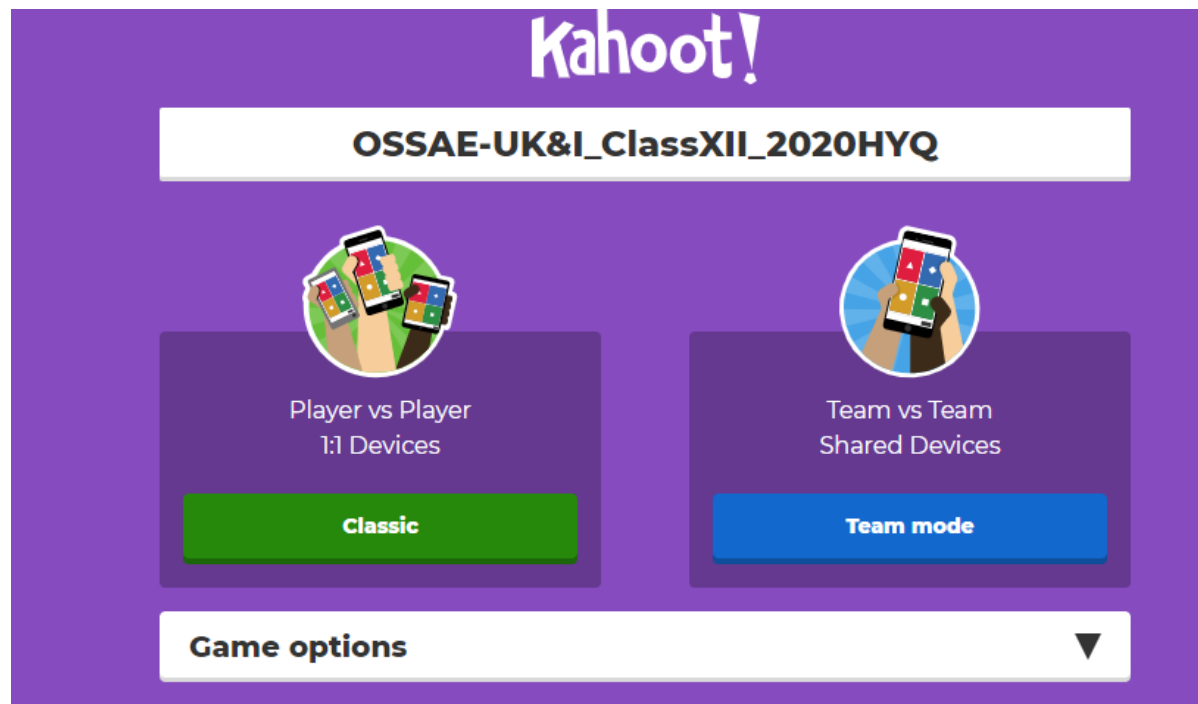 Kahoot!
OSSAE-UK&I_ClassXII_2020HYQ
Player vs Player
1:1 Devices
Classic
Team vs Team
Shared Devices
Team mode
Game options